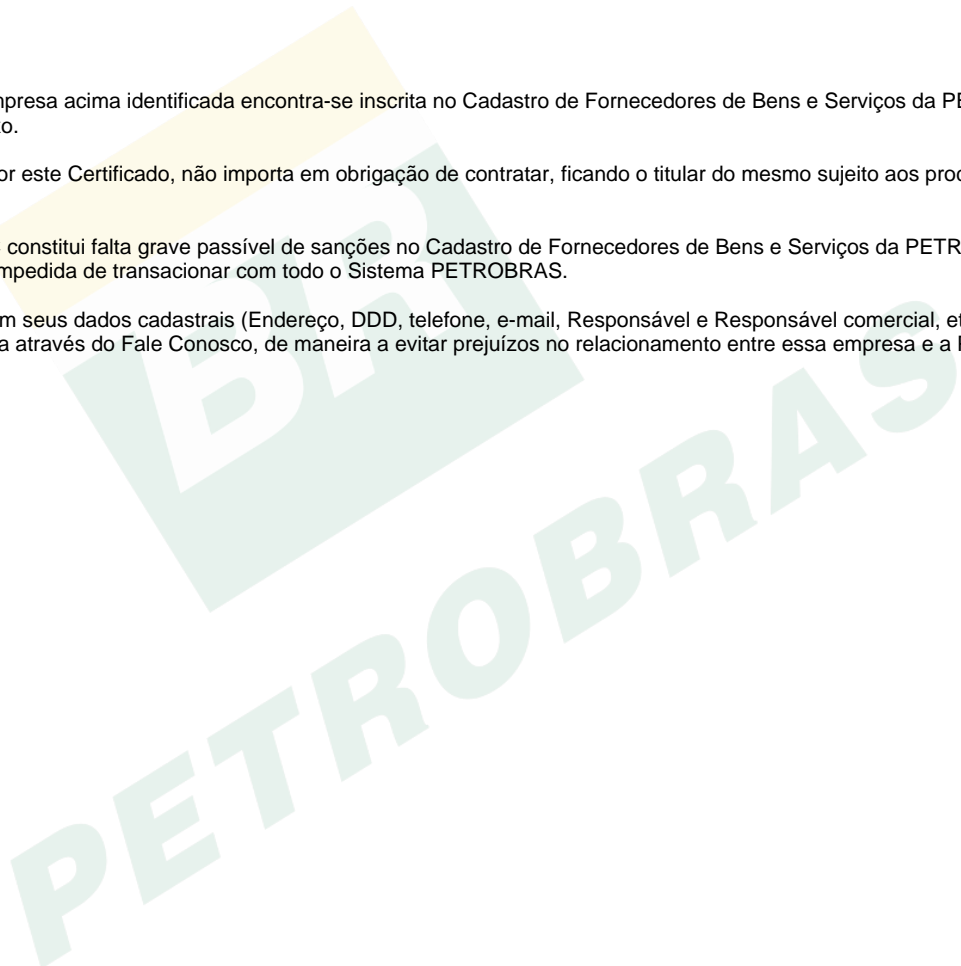 mpresa acima identificada encontra-se inscrita no Cadastro de Fornecedores de Bens e Serviços da PE
o.
or este Certificado, não importa em obrigação de contratar, ficando o titular do mesmo sujeito aos proc
constitui falta grave passível de sanções no Cadastro de Fornecedores de Bens e Serviços da PETR
mpedida de transacionar com todo o Sistema PETROBRAS.
m seus dados cadastrais (Endereço, DDD, telefone, e-mail, Responsável e Responsável comercial, et
a através do Fale Conosco, de maneira a evitar prejuízos no relacionamento entre essa empresa e a
BR
PETROBRAS